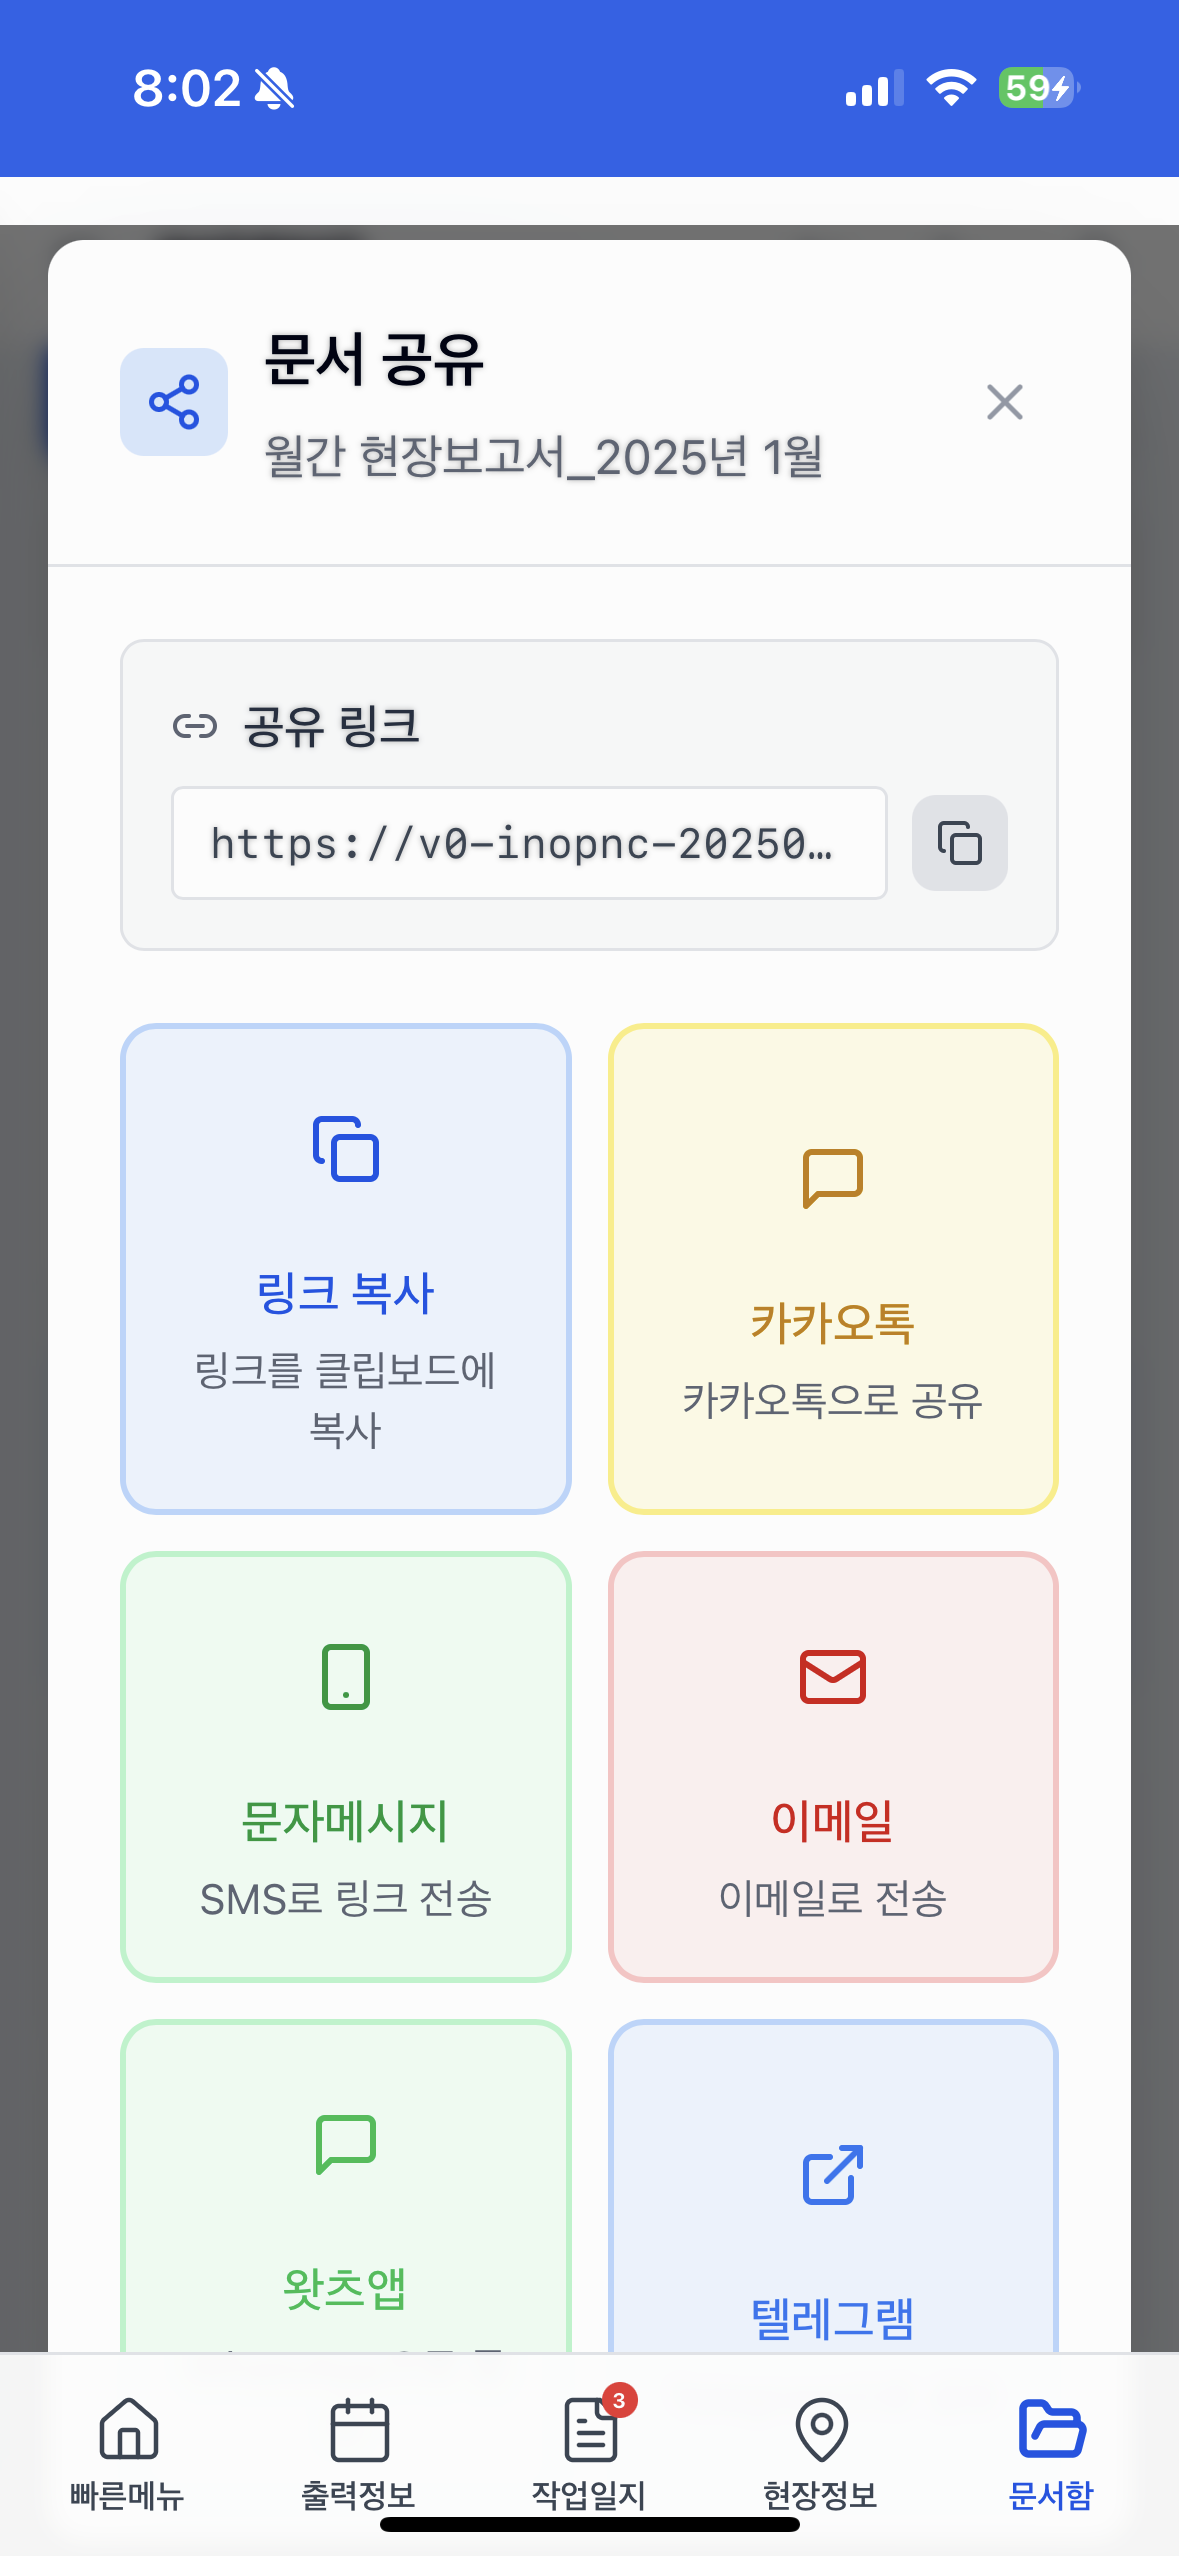 8:02
59
문서 공유
월간 현장보고서_2025년 1월
공유 링크
https://v0-inopnc-20250…
링크 복사
링크를 클립보드에
복사
카카오톡
카카오톡으로 공유
문자메시지
SMS로 링크 전송
이메일
이메일로 전송
왓츠앱
텔레그램
3
빠른메뉴
출력정보
작업일지
현장정보
문서함